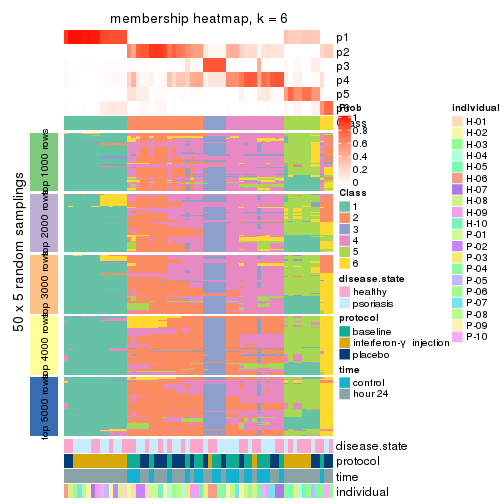 membership heatmap, k = 6
p1
p2
p3
p4
p5
50 x 5 random samplings
top 1000 rows
top 2000 rows
top 3000 rows
top 4000 rows
top 5000 rows
disease.state
protocol
time
individual
Prob
1
0.8
0.6
0.4
0.2
0
Class
1
2
3
4
5
6
disease.state
healthy
psoriasis
protocol
baseline
interferon-γ injection
placebo
time
control
hour 24
individual
H-01
H-02
H-03
H-04
H-05
H-06
H-07
H-08
H-09
H-10
P-01
P-02
P-03
P-04
P-05
P-06
P-07
P-08
P-09
P-10